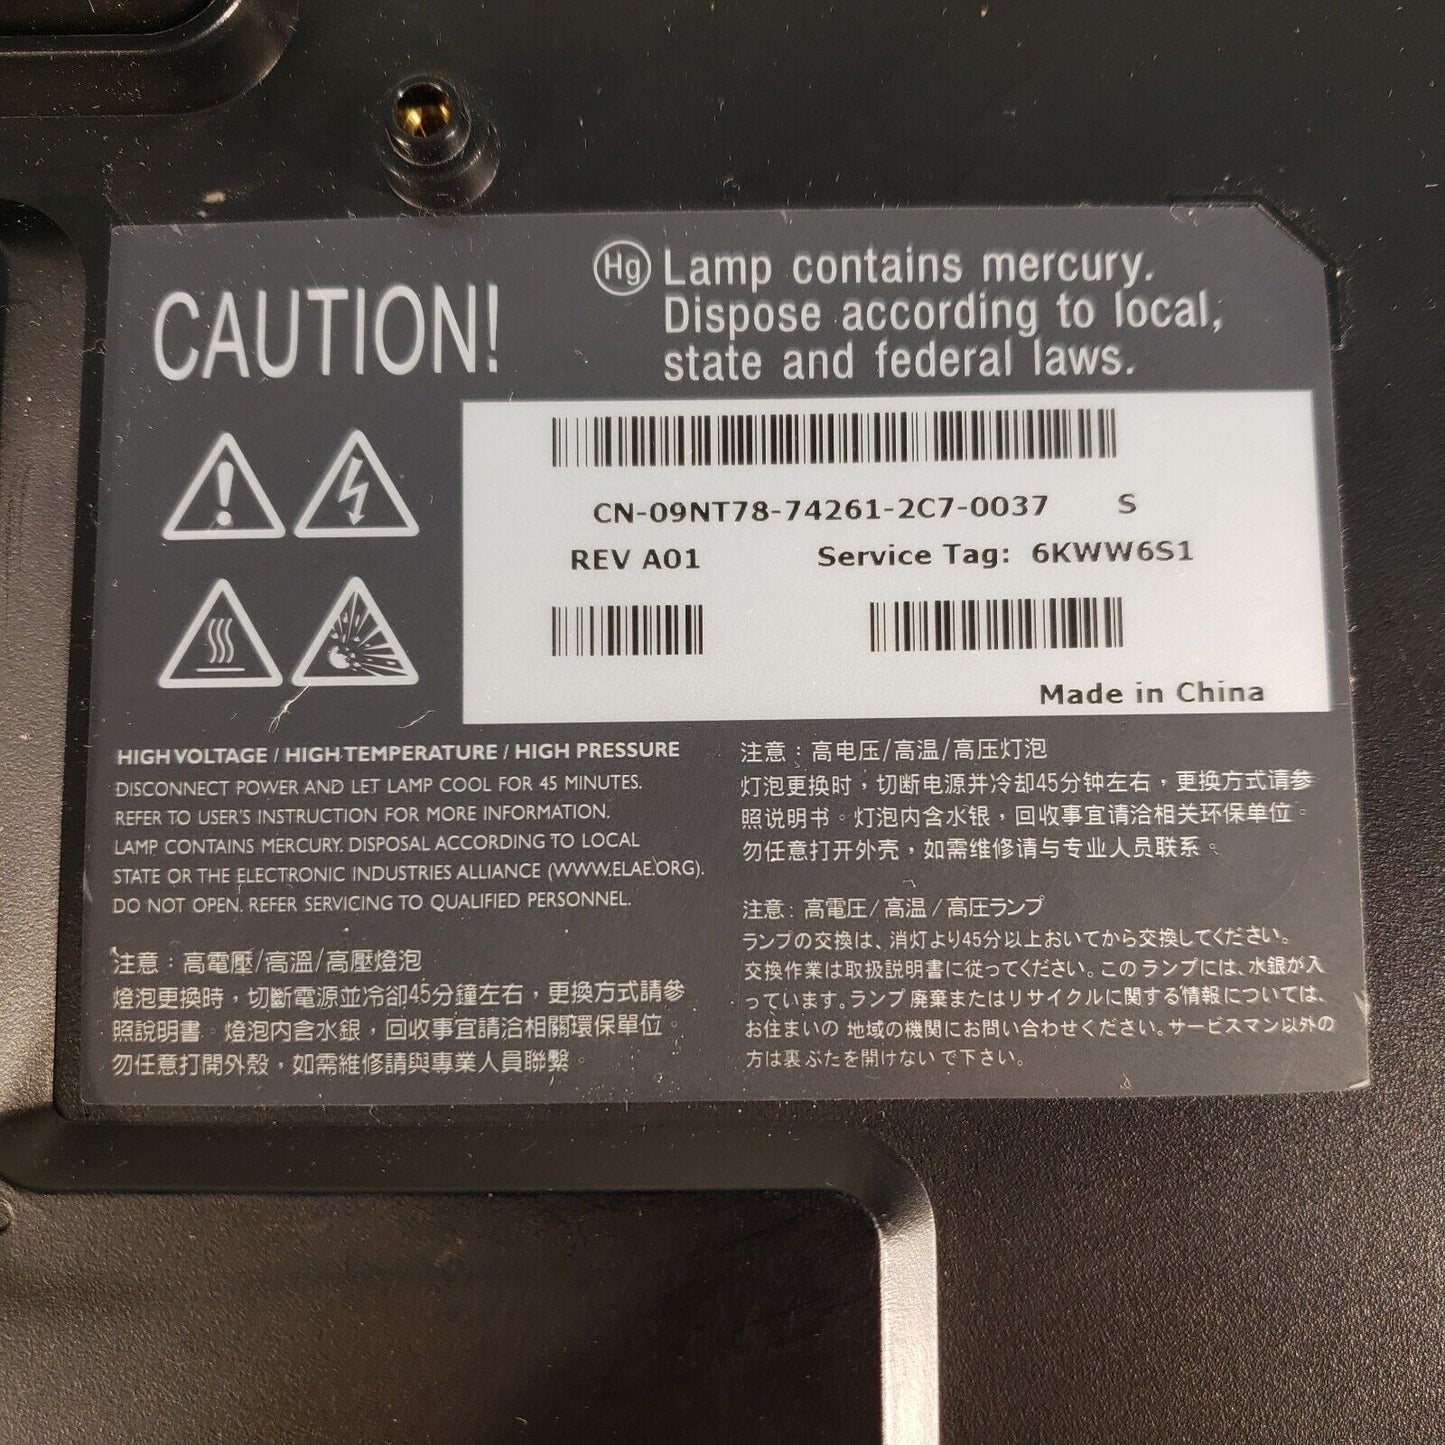 CAUTION!
Hg Lamp contains mercury.
Dispose according to local,
state and federal laws.
CN-09NT78-74261-2C7-0037 S
REV A01 Service Tag: 6KWW6S1
Made in China
HIGH VOLTAGE / HIGH TEMPERATURE / HIGH PRESSURE
DISCONNECT POWER AND LET LAMP COOL FOR 45 MINUTES.
REFER TO USER'S INSTRUCTION FOR MORE INFORMATION.
LAMP CONTAINS MERCURY. DISPOSAL ACCORDING TO LOCAL
STATE OR THE ELECTRONIC INDUSTRIES ALLIANCE (WWW.ELAE.ORG).
DO NOT OPEN. REFER SERVICING TO QUALIFIED PERSONNEL.
注意：高電壓/高溫/高壓燈泡
燈泡更換時，切斷電源並冷卻45分鐘左右，更換方式請參
照說明書。燈泡內含水銀，回收事宜請洽相關環保單位。
勿任意打開外殼，如需維修請與專業人員聯繫。
注意：高电压/高温/高压灯泡
灯泡更换时，切断电源并冷却45分钟左右，更换方式请参
照说明书。灯泡内含水银，回收事宜请洽相关环保单位。
勿任意打开外壳，如需维修请与专业人员联系。
注意: 高電圧/高温/高圧ランプ
ランプの交換は、消灯より45分以上おいてから交換してください。
交換作業は取扱説明書に従ってください。このランプには、水銀が入
っています。ランプ廃棄またはリサイクルに関する情報については、
お住まいの 地域の機関にお問い合わせください。サービスマン以外の
方は裏ぶたを開けないで下さい。